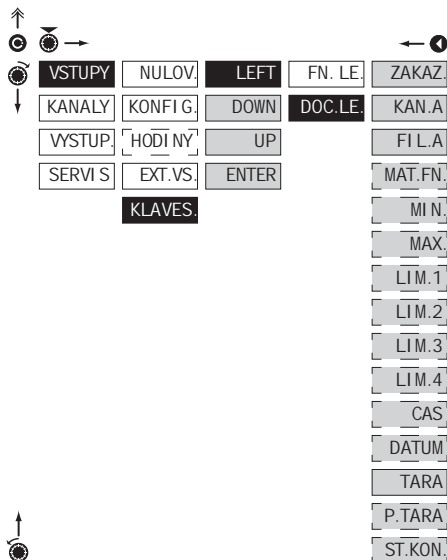 VSTUPY NULOV. LEFT FN. LE. ZAKAZ.
KANALY KONFIG. DOWN DOC.LE. KAN.A
VYSTUP. HODINY UP FIL.A
SERVIS EXT.VS. ENTER MAT.FN.
KLAVES. MIN.
MAX.
LIM.1
LIM.2
LIM.3
LIM.4
CAS
DATUM
TARA
P.TARA
ST.KON.